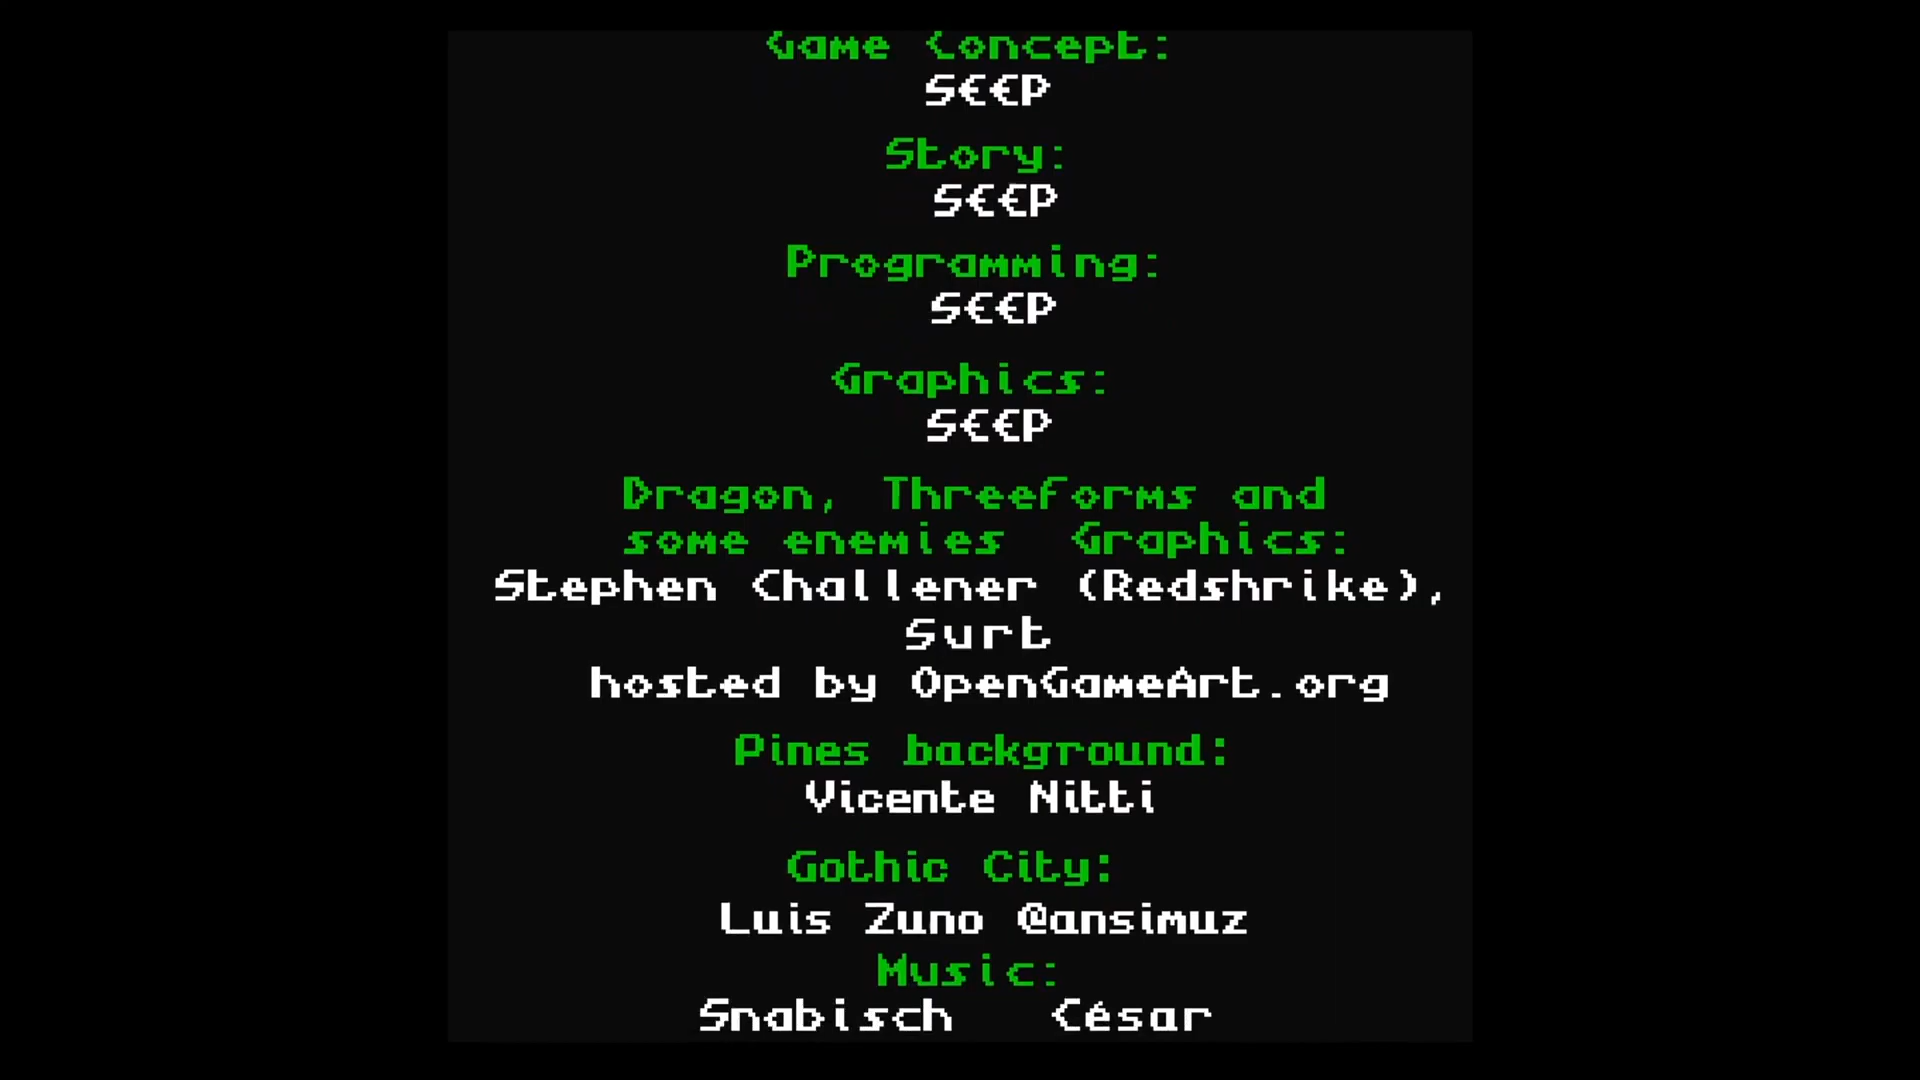 Game Concept:
SEEP
Story:
SEEP
Programming:
SEEP
Graphics:
SEEP
Dragon, Threeforms and
some enemies Graphics:
Stephen Challener (Redshrike),
Surt
hosted by OpenGameArt.org
Pines background:
Vicente Nitti
Gothic City:
Luis Zuno @ansimuz
Music:
Snabisch César